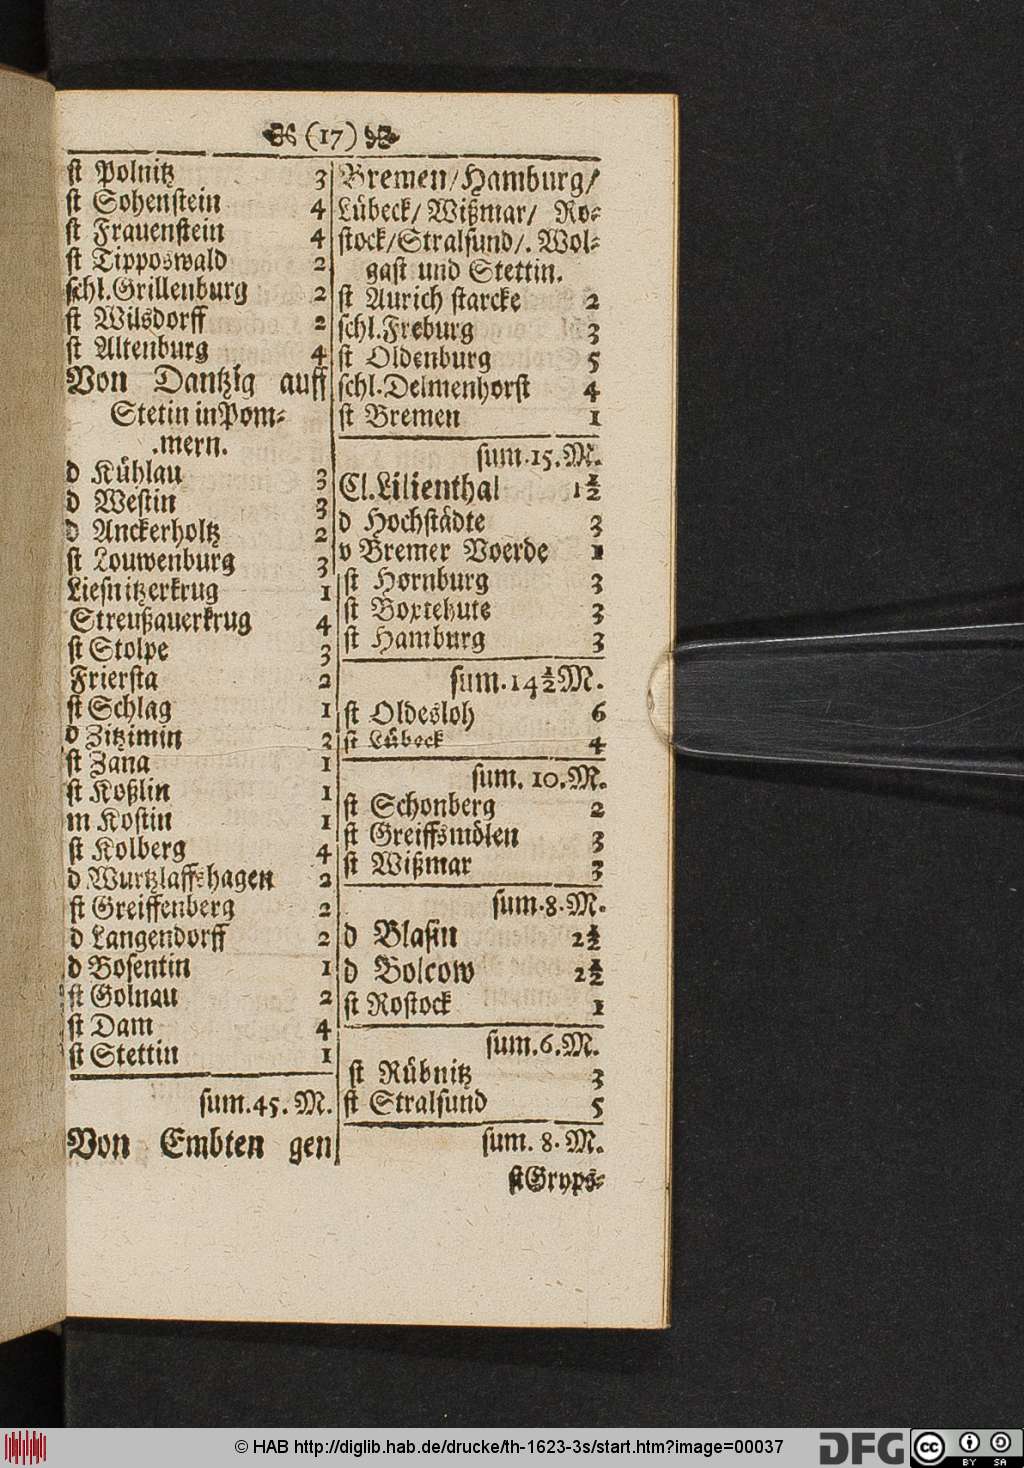 (17)
st Polnitz 3
st Sohenstein 4
st Frauenstein 4
st Tipposwald 2
schl. Grillenburg 2
st Wilsdorff 2
st Altenburg 4
Von Dantzig auff
Stetin in Pom-
mern.
d Kühlau 3
d Westin 3
d Anckerholtz 2
st Louwenburg 3
Liesnitzerkrug 1
Streußauerkrug 4
st Stolpe 3
Friersta 2
st Schlag 1
d Zitzimin 2
st Zana 1
st Koßlin 1
m Kostin 1
st Kolberg 4
d Wurtzlaffshagen 2
st Greiffenberg 2
d Langendorff 2
d Bosentin 1
st Golnau 2
st Dam 4
st Stettin 1
sum. 45. M.
Von Embten gen
Bremen/Hamburg/
Lübeck/ Wißmar/ Ro-
stock/Stralsund/. Wol-
gast und Stettin.
st Aurich starcke 2
schl. Freburg 3
st Oldenburg 5
schl. Delmenhorst 4
st Bremen 1
sum. 15. M.
Cl. Lilienthal 1½
d Hochstädte 3
v Bremer Voerde 1
st Hornburg 3
st Boxtehute 3
st Hamburg 3
sum. 14½ M.
st Oldesloh 6
st Lübeck 4
sum. 10. M.
st Schonberg 2
st Greiffsmölen 3
st Wißmar 3
sum. 8. M.
d Blasin 2½
d Bolcow 2½
st Rostock 1
sum. 6. M.
st Rübnitz 3
st Stralsund 5
sum. 8. M.
st Gryps-
© HAB http://diglib.hab.de/drucke/th-1623-3s/start.htm?image=00037
DFG
cc BY SA